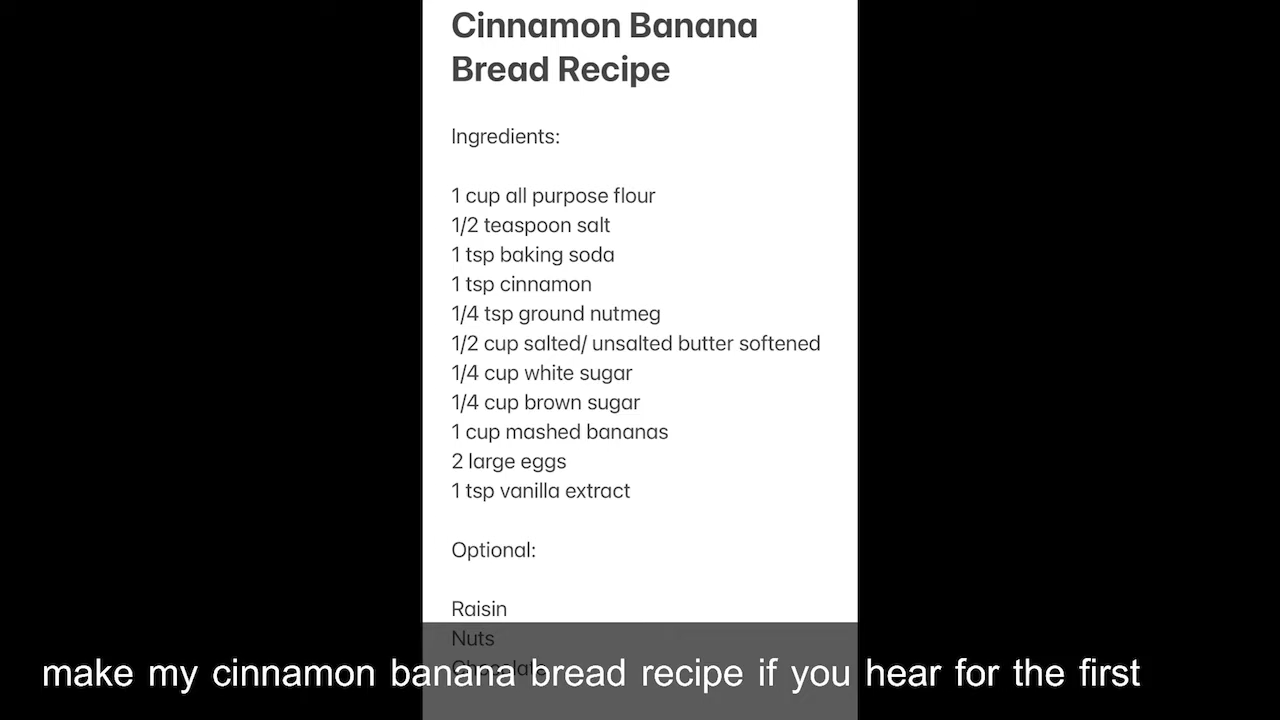 Cinnamon Banana
Bread Recipe
Ingredients:
1 cup all purpose flour
1/2 teaspoon salt
1 tsp baking soda
1 tsp cinnamon
1/4 tsp ground nutmeg
1/2 cup salted/ unsalted butter softened
1/4 cup white sugar
1/4 cup brown sugar
1 cup mashed bananas
2 large eggs
1 tsp vanilla extract
Optional:
Raisin
Nuts
make my cinnamon banana bread recipe if you hear for the first